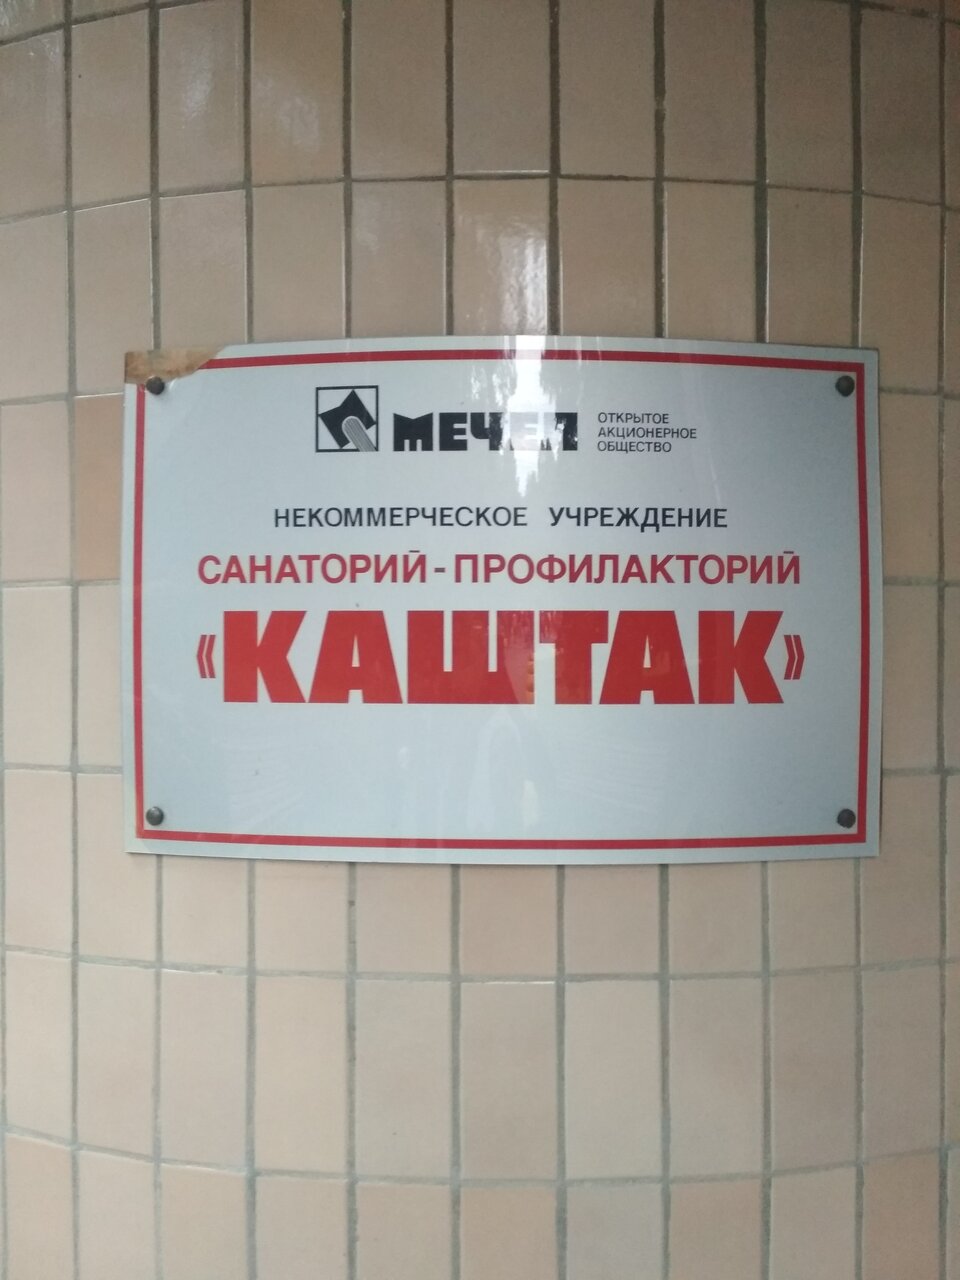 МЕЧЕЛ
ОТКРЫТОЕ
АКЦИОНЕРНОЕ
ОБЩЕСТВО
НЕКОММЕРЧЕСКОЕ УЧРЕЖДЕНИЕ
САНАТОРИЙ-ПРОФИЛАКТОРИЙ
«КАШТАК»